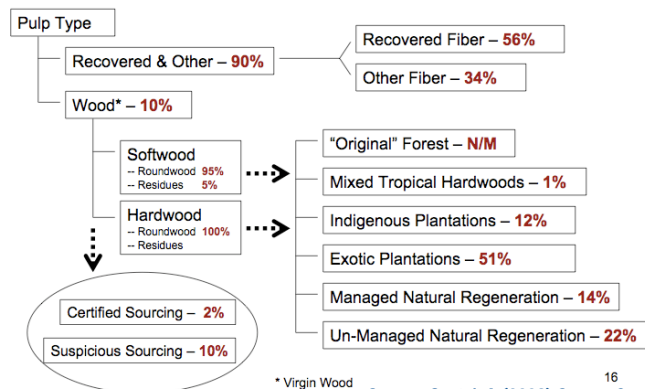 Pulp Type
Recovered & Other – 90%
Recovered Fiber – 56%
Other Fiber – 34%
Wood* – 10%
Softwood
-- Roundwood 95%
-- Residues 5%
Hardwood
-- Roundwood 100%
-- Residues
"Original" Forest – N/M
Mixed Tropical Hardwoods – 1%
Indigenous Plantations – 12%
Exotic Plantations – 51%
Managed Natural Regeneration – 14%
Un-Managed Natural Regeneration – 22%
Certified Sourcing – 2%
Suspicious Sourcing – 10%
* Virgin Wood
16